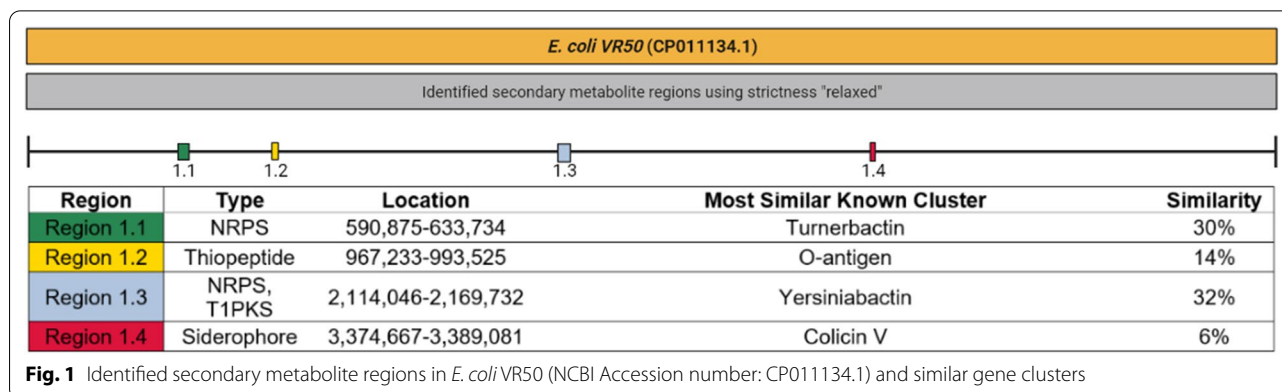 E. coli VR50 (CP011134.1)
Identified secondary metabolite regions using strictness "relaxed"
1.1 1.2 1.3 1.4
Region Type Location Most Similar Known Cluster Similarity
Region 1.1 NRPS 590,875-633,734 Turnerbactin 30%
Region 1.2 Thiopeptide 967,233-993,525 O-antigen 14%
Region 1.3 NRPS, T1PKS 2,114,046-2,169,732 Yersiniabactin 32%
Region 1.4 Siderophore 3,374,667-3,389,081 Colicin V 6%
Fig. 1 Identified secondary metabolite regions in E. coli VR50 (NCBI Accession number: CP011134.1) and similar gene clusters